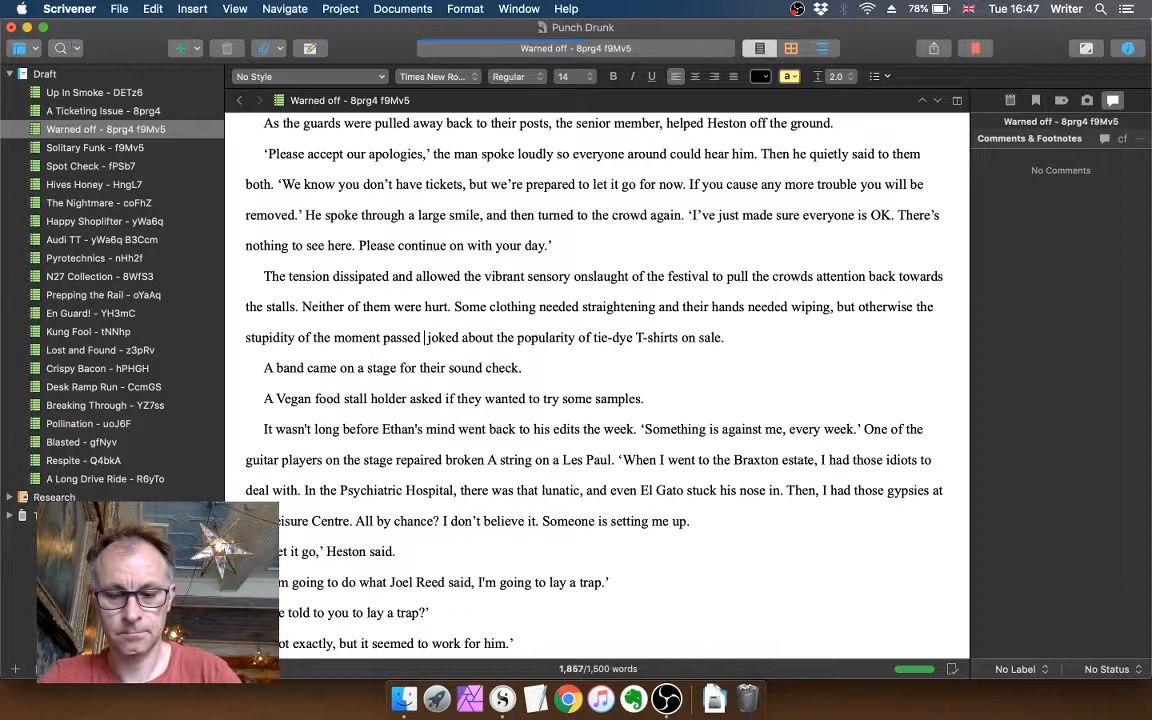 Scrivener File Edit Insert View Navigate Project Documents Format Window Help 78% Tue 16:47 Writer
Punch Drunk
Warned off - 8prg4 f9Mv5
No Style Times New Ro... Regular 14 B I U a 2.0
Draft
Up In Smoke - DETz6
A Ticketing Issue - 8prg4
Warned off - 8prg4 f9Mv5
Solitary Funk - f9Mv5
Spot Check - fPSb7
Hives Honey - HngL7
The Nightmare - coFhZ
Happy Shoplifter - yWa6q
Audi TT - yWa6q B3Ccm
Pyrotechnics - nHh2f
N27 Collection - 8WfS3
Prepping the Rail - oYaAq
En Guard! - YH3mC
Kung Fool - tNNhp
Lost and Found - z3pRv
Crispy Bacon - hPHGH
Desk Ramp Run - CcmGS
Breaking Through - YZ7ss
Pollination - uoJ6F
Blasted - gfNyv
Respite - Q4bkA
A Long Drive Ride - R6yTo
Research
T
Warned off - 8prg4 f9Mv5
As the guards were pulled away back to their posts, the senior member, helped Heston off the ground.
‘Please accept our apologies,’ the man spoke loudly so everyone around could hear him. Then he quietly said to them
both. ‘We know you don’t have tickets, but we’re prepared to let it go for now. If you cause any more trouble you will be
removed.’ He spoke through a large smile, and then turned to the crowd again. ‘I’ve just made sure everyone is OK. There’s
nothing to see here. Please continue on with your day.’
The tension dissipated and allowed the vibrant sensory onslaught of the festival to pull the crowds attention back towards
the stalls. Neither of them were hurt. Some clothing needed straightening and their hands needed wiping, but otherwise the
stupidity of the moment passed joked about the popularity of tie-dye T-shirts on sale.
A band came on a stage for their sound check.
A Vegan food stall holder asked if they wanted to try some samples.
It wasn't long before Ethan's mind went back to his edits the week. ‘Something is against me, every week.’ One of the
guitar players on the stage repaired broken A string on a Les Paul. ‘When I went to the Braxton estate, I had those idiots to
deal with. In the Psychiatric Hospital, there was that lunatic, and even El Gato stuck his nose in. Then, I had those gypsies at
eisure Centre. All by chance? I don’t believe it. Someone is setting me up.
et it go,’ Heston said.
m going to do what Joel Reed said, I'm going to lay a trap.’
e told to you to lay a trap?’
ot exactly, but it seemed to work for him.’
1,857/1,500 words
Warned off - 8prg4 f9Mv5
Comments & Footnotes cf
No Comments
No Label No Status